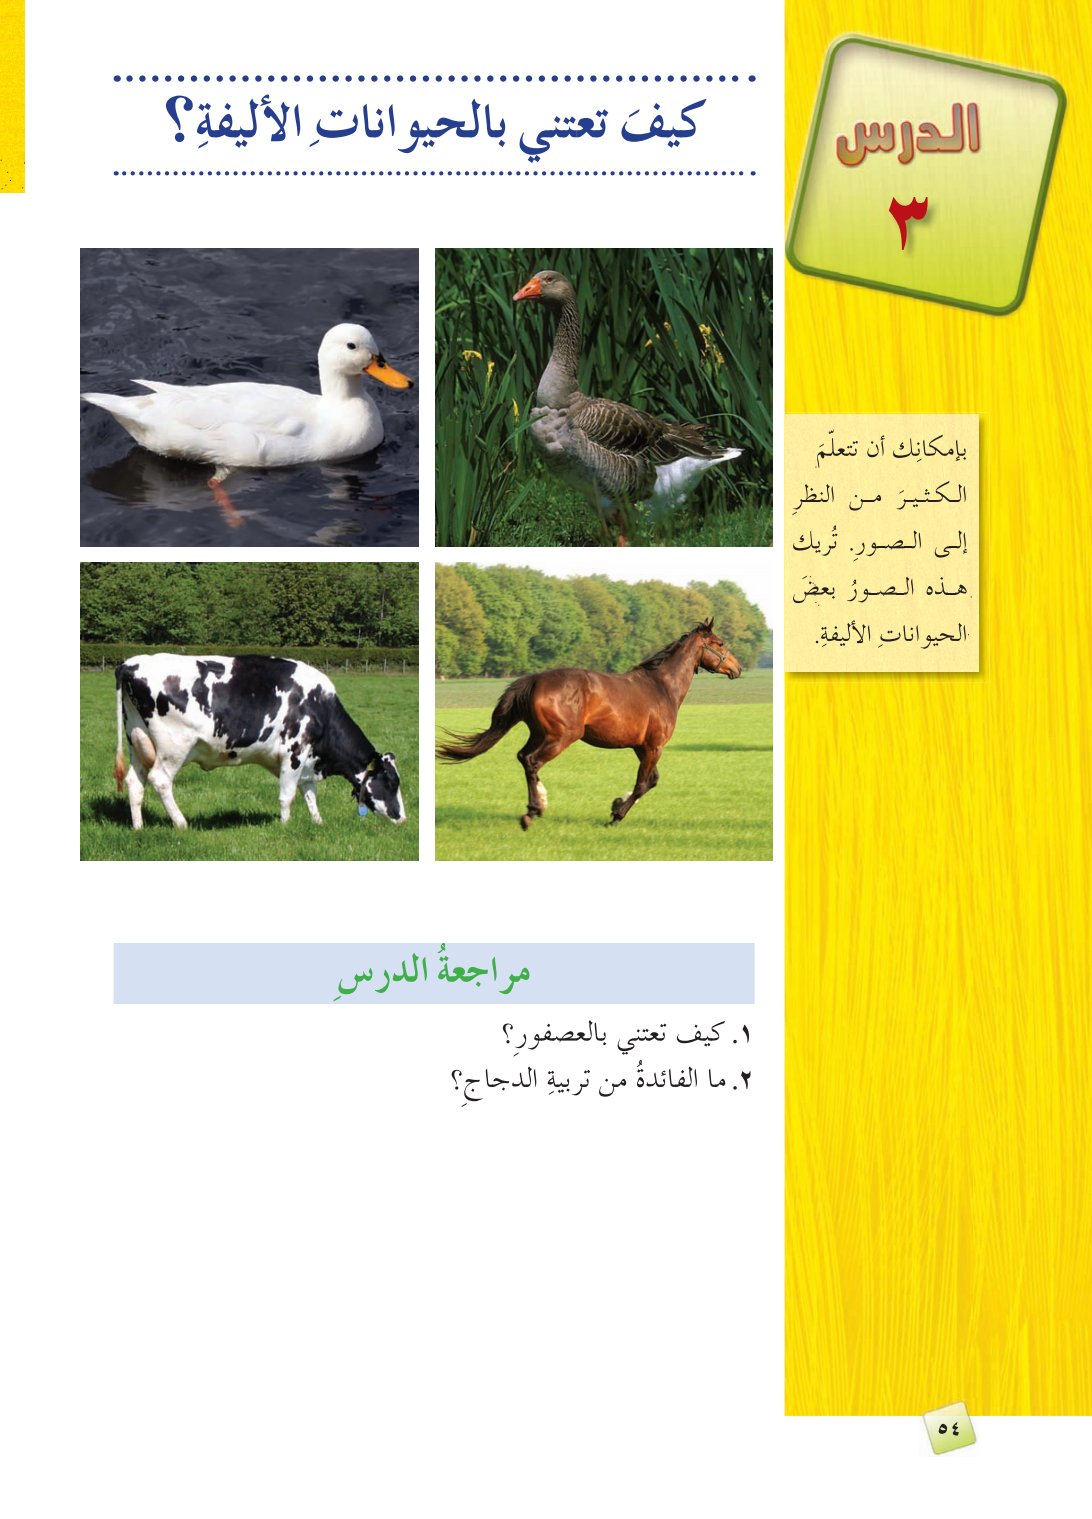 الدرس
٣
كيفَ تعتني بالحيواناتِ الأليفةِ؟
بإمكانِك أن تتعلّمَ
الكثيرَ من النظرِ
إلى الصورِ. تُريك
هذه الصورُ بعضَ
الحيواناتِ الأليفةِ.
مراجعةُ الدرسِ
١. كيف تعتني بالعصفورِ؟
٢. ما الفائدةُ من تربيةِ الدجاجِ؟
٥٤